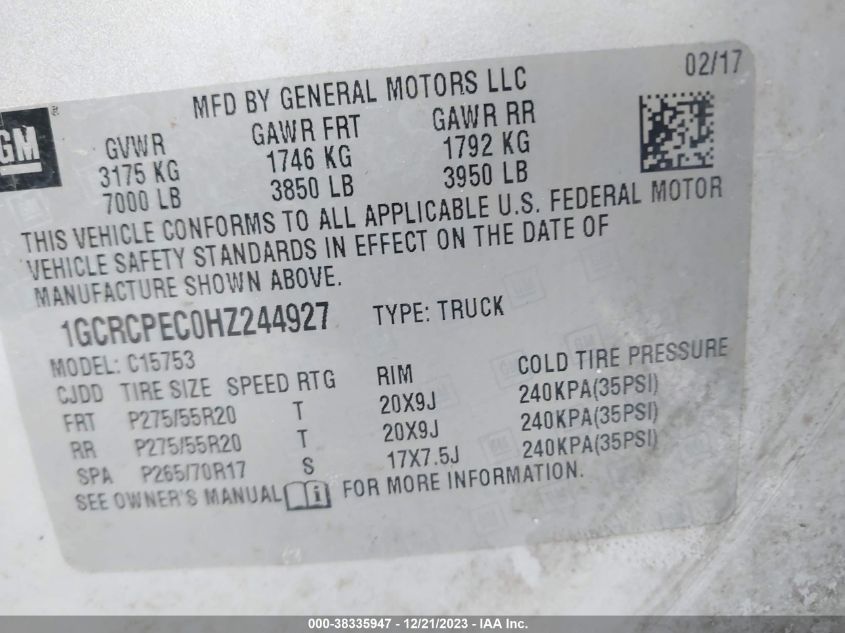 02/17
MFD BY GENERAL MOTORS LLC
GM
GVWR GAWR FRT GAWR RR
3175 KG 1746 KG 1792 KG
7000 LB 3850 LB 3950 LB
THIS VEHICLE CONFORMS TO ALL APPLICABLE U.S. FEDERAL MOTOR
VEHICLE SAFETY STANDARDS IN EFFECT ON THE DATE OF
MANUFACTURE SHOWN ABOVE.
1GCRCPEC0HZ244927 TYPE: TRUCK
MODEL: C15753
CJDD TIRE SIZE SPEED RTG RIM COLD TIRE PRESSURE
FRT P275/55R20 T 20X9J 240KPA(35PSI)
RR P275/55R20 T 20X9J 240KPA(35PSI)
SPA P265/70R17 S 17X7.5J 240KPA(35PSI)
SEE OWNER'S MANUAL i FOR MORE INFORMATION.
000-38335947 - 12/21/2023 - IAA Inc.